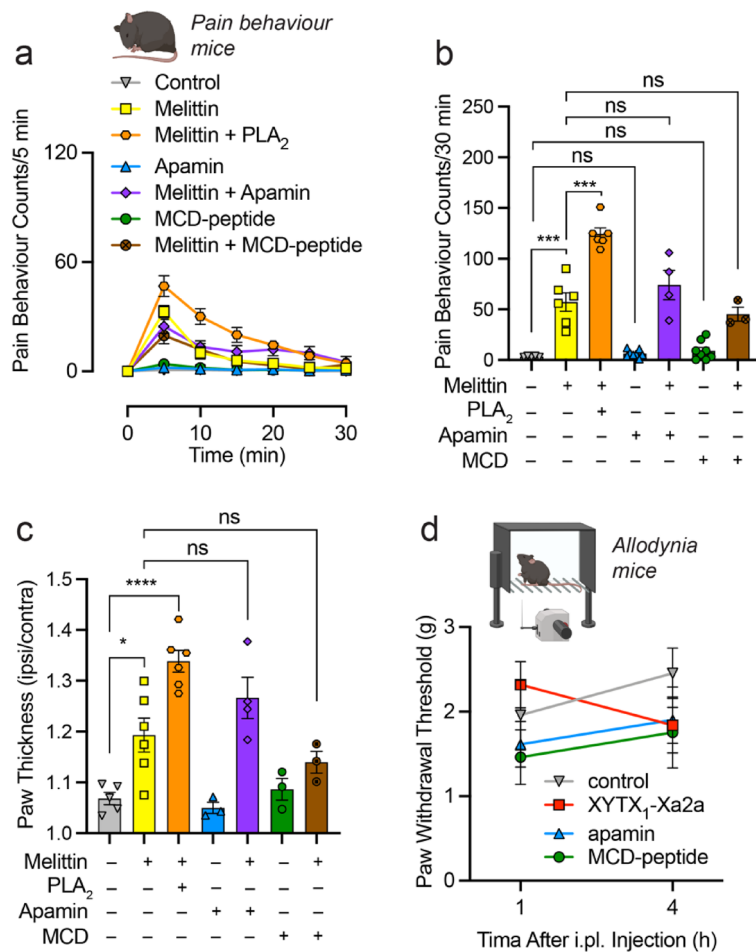 a
Pain behaviour
mice
Control
Melittin
Melittin + PLA₂
Apamin
Melittin + Apamin
MCD-peptide
Melittin + MCD-peptide
Pain Behaviour Counts/5 min
120
60
0
0 10 20 30
Time (min)
b
ns
ns
ns
ns
***
***
Pain Behaviour Counts/30 min
250
200
150
100
50
0
Melittin – + + – + – +
PLA₂ – – + – – – –
Apamin – – – + + – –
MCD – – – – – + +
c
ns
ns
****
*
Paw Thickness (ipsi/contra)
1.5
1.4
1.3
1.2
1.1
1.0
Melittin – + + – + – +
PLA₂ – – + – – – –
Apamin – – – + + – –
MCD – – – – – + +
d
Allodynia
mice
Paw Withdrawal Threshold (g)
3
2
1
0
control
XYTX₁-Xa2a
apamin
MCD-peptide
1 4
Tima After i.pl. Injection (h)